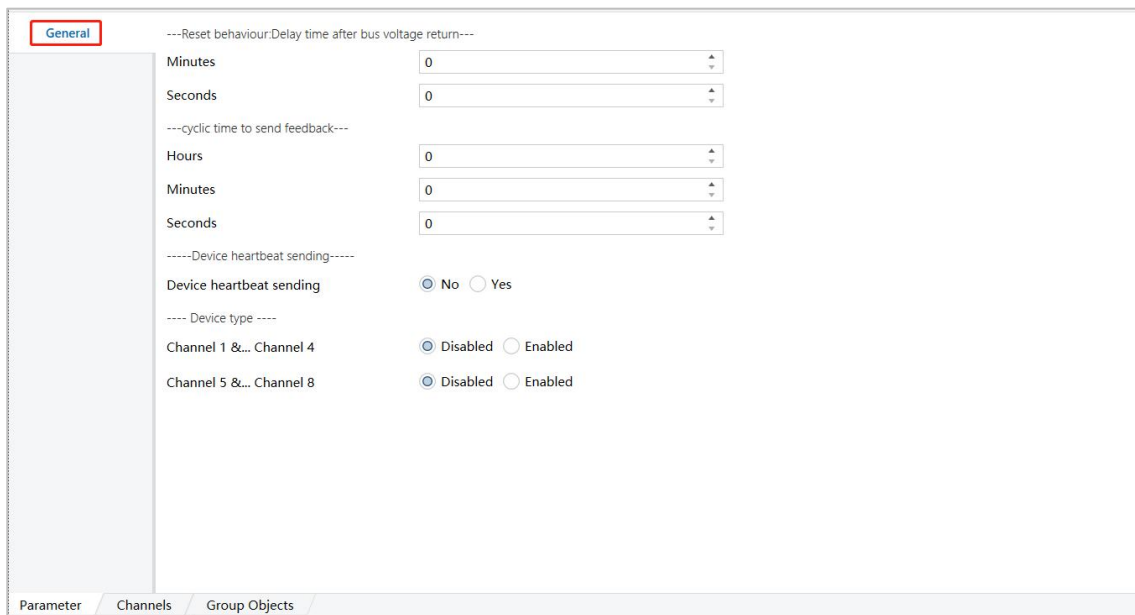 General
---Reset behaviour:Delay time after bus voltage return---
Minutes 0
Seconds 0
---cyclic time to send feedback---
Hours 0
Minutes 0
Seconds 0
-----Device heartbeat sending-----
Device heartbeat sending No Yes
---- Device type ----
Channel 1 &... Channel 4 Disabled Enabled
Channel 5 &... Channel 8 Disabled Enabled
Parameter Channels Group Objects